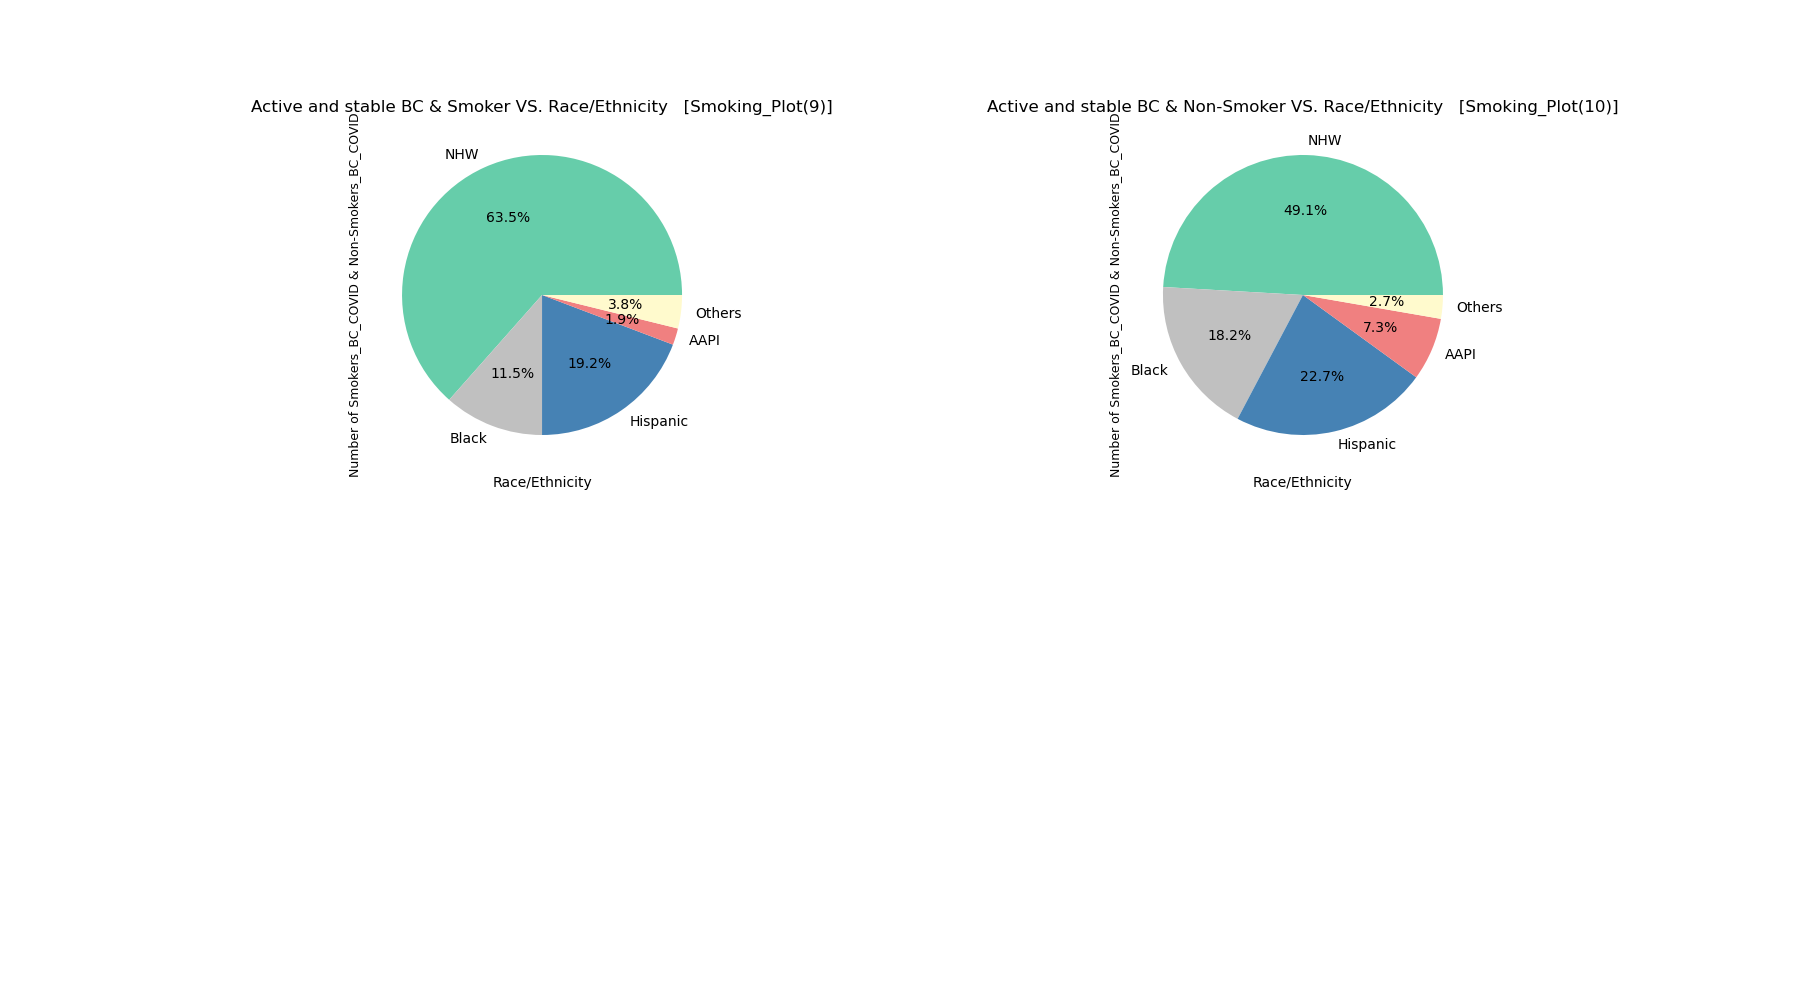 Active and stable BC & Smoker VS. Race/Ethnicity   [Smoking_Plot(9)]
Number of Smokers_BC_COVID & Non-Smokers_BC_COVID
NHW
63.5%
3.8%
Others
1.9%
AAPI
19.2%
11.5%
Hispanic
Black
Race/Ethnicity
Active and stable BC & Non-Smoker VS. Race/Ethnicity   [Smoking_Plot(10)]
Number of Smokers_BC_COVID & Non-Smokers_BC_COVID
NHW
49.1%
2.7%
Others
7.3%
18.2%
AAPI
Black
22.7%
Hispanic
Race/Ethnicity